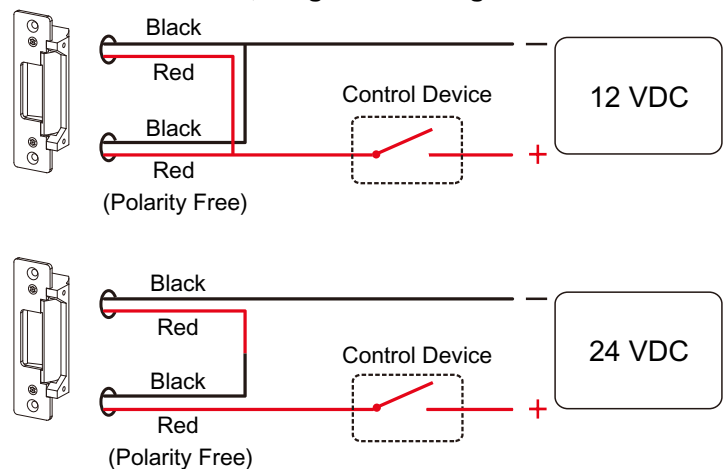 Black
Red
Control Device
12 VDC
Black
Red
(Polarity Free)
Black
Red
Control Device
24 VDC
Black
Red
(Polarity Free)